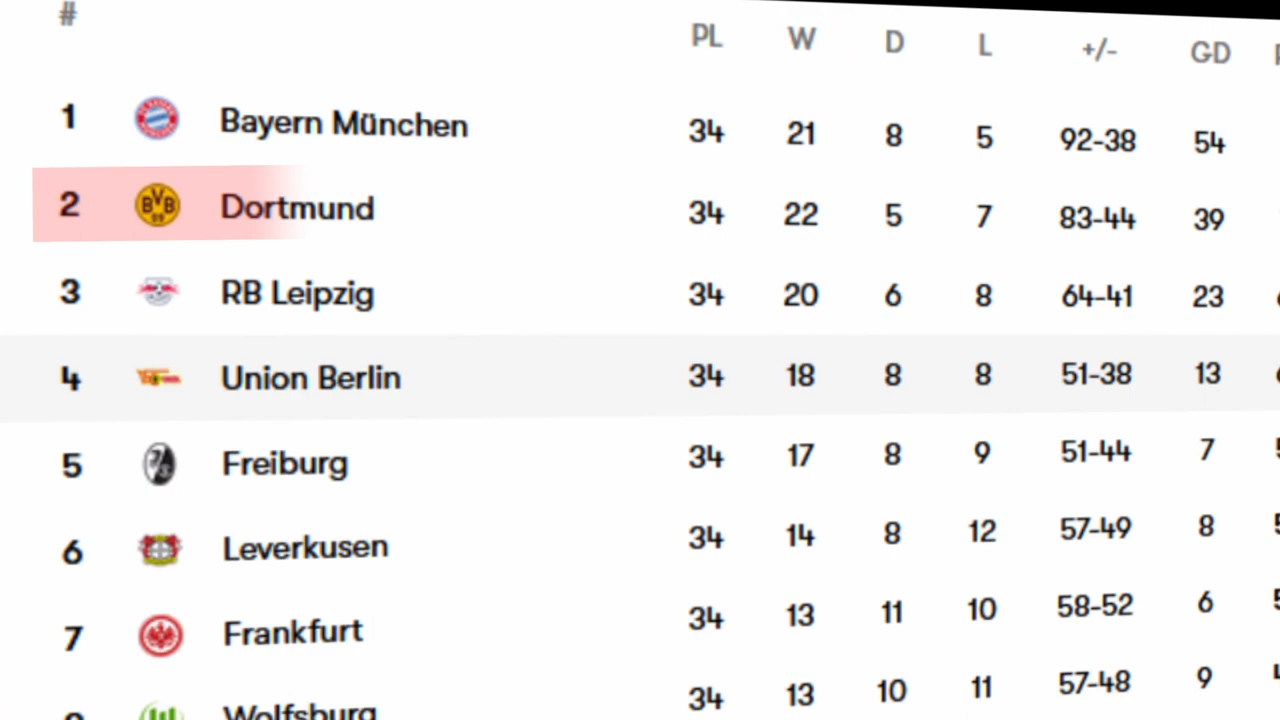 # PL W D L +/- GD
1 Bayern München 34 21 8 5 92-38 54
2 BVB 09 Dortmund 34 22 5 7 83-44 39
3 RB Leipzig 34 20 6 8 64-41 23
4 Union Berlin 34 18 8 8 51-38 13
5 Freiburg 34 17 8 9 51-44 7
6 Leverkusen 34 14 8 12 57-49 8
7 Frankfurt 34 13 11 10 58-52 6
Wolfsburg 34 13 10 11 57-48 9